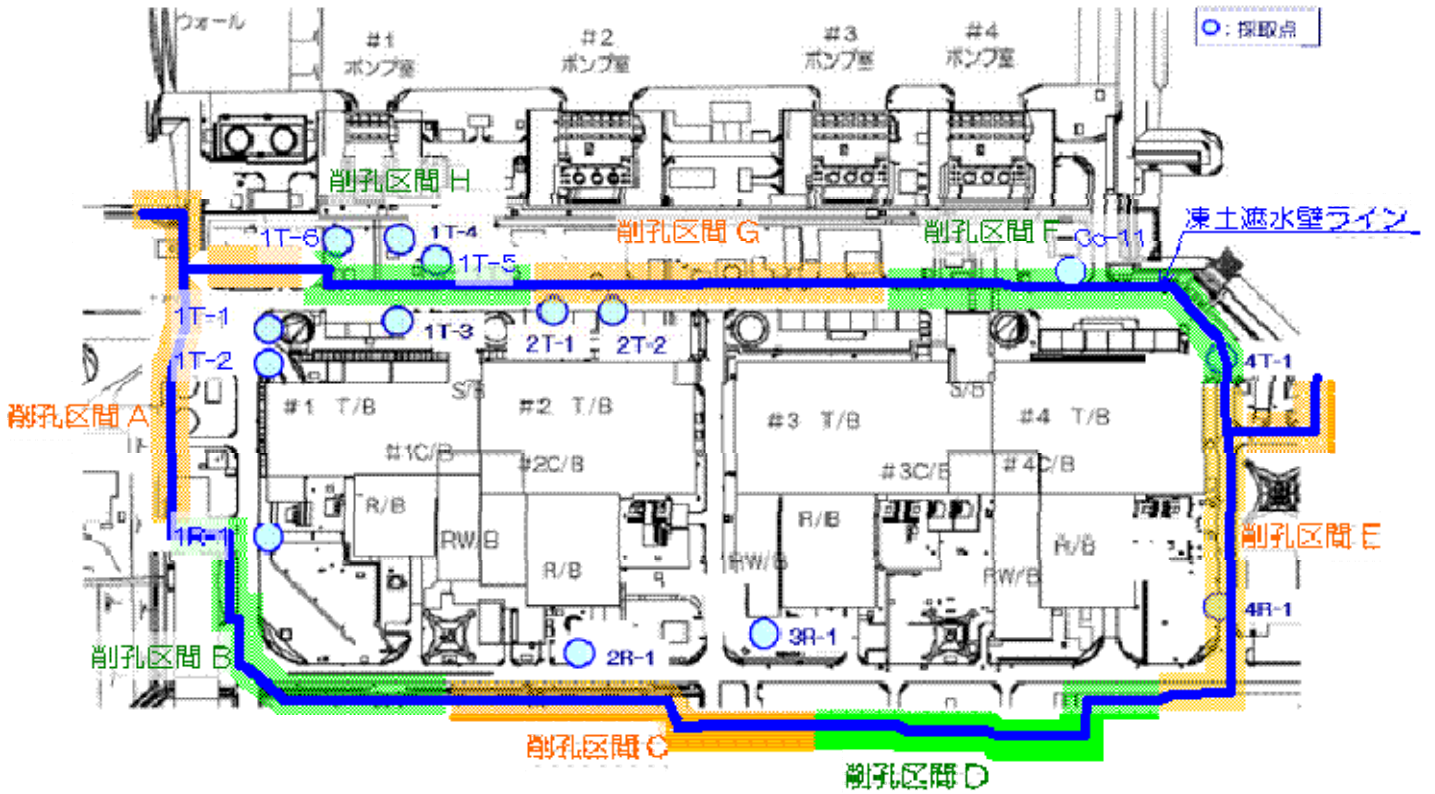 ウォール
#1
ポンプ室
#2
ポンプ室
#3
ポンプ室
#4
ポンプ室
○：採取点
削孔区間 H
1T-6
1T-4
1T-5
削孔区間 G
削孔区間 F
Co-11
凍土遮水壁ライン
1T-1
1T-3
2T-1
2T-2
1T-2
4T-1
S/B
S/B
#1 T/B
#2 T/B
#3 T/B
#4 T/B
削孔区間 A
#1C/B
#2C/B
#3C/B
#4C/B
R/B
R/B
1R-1
RW/B
R/B
RW/B
R/B
RW/B
削孔区間 E
4R-1
3R-1
2R-1
削孔区間 B
削孔区間 C
削孔区間 D